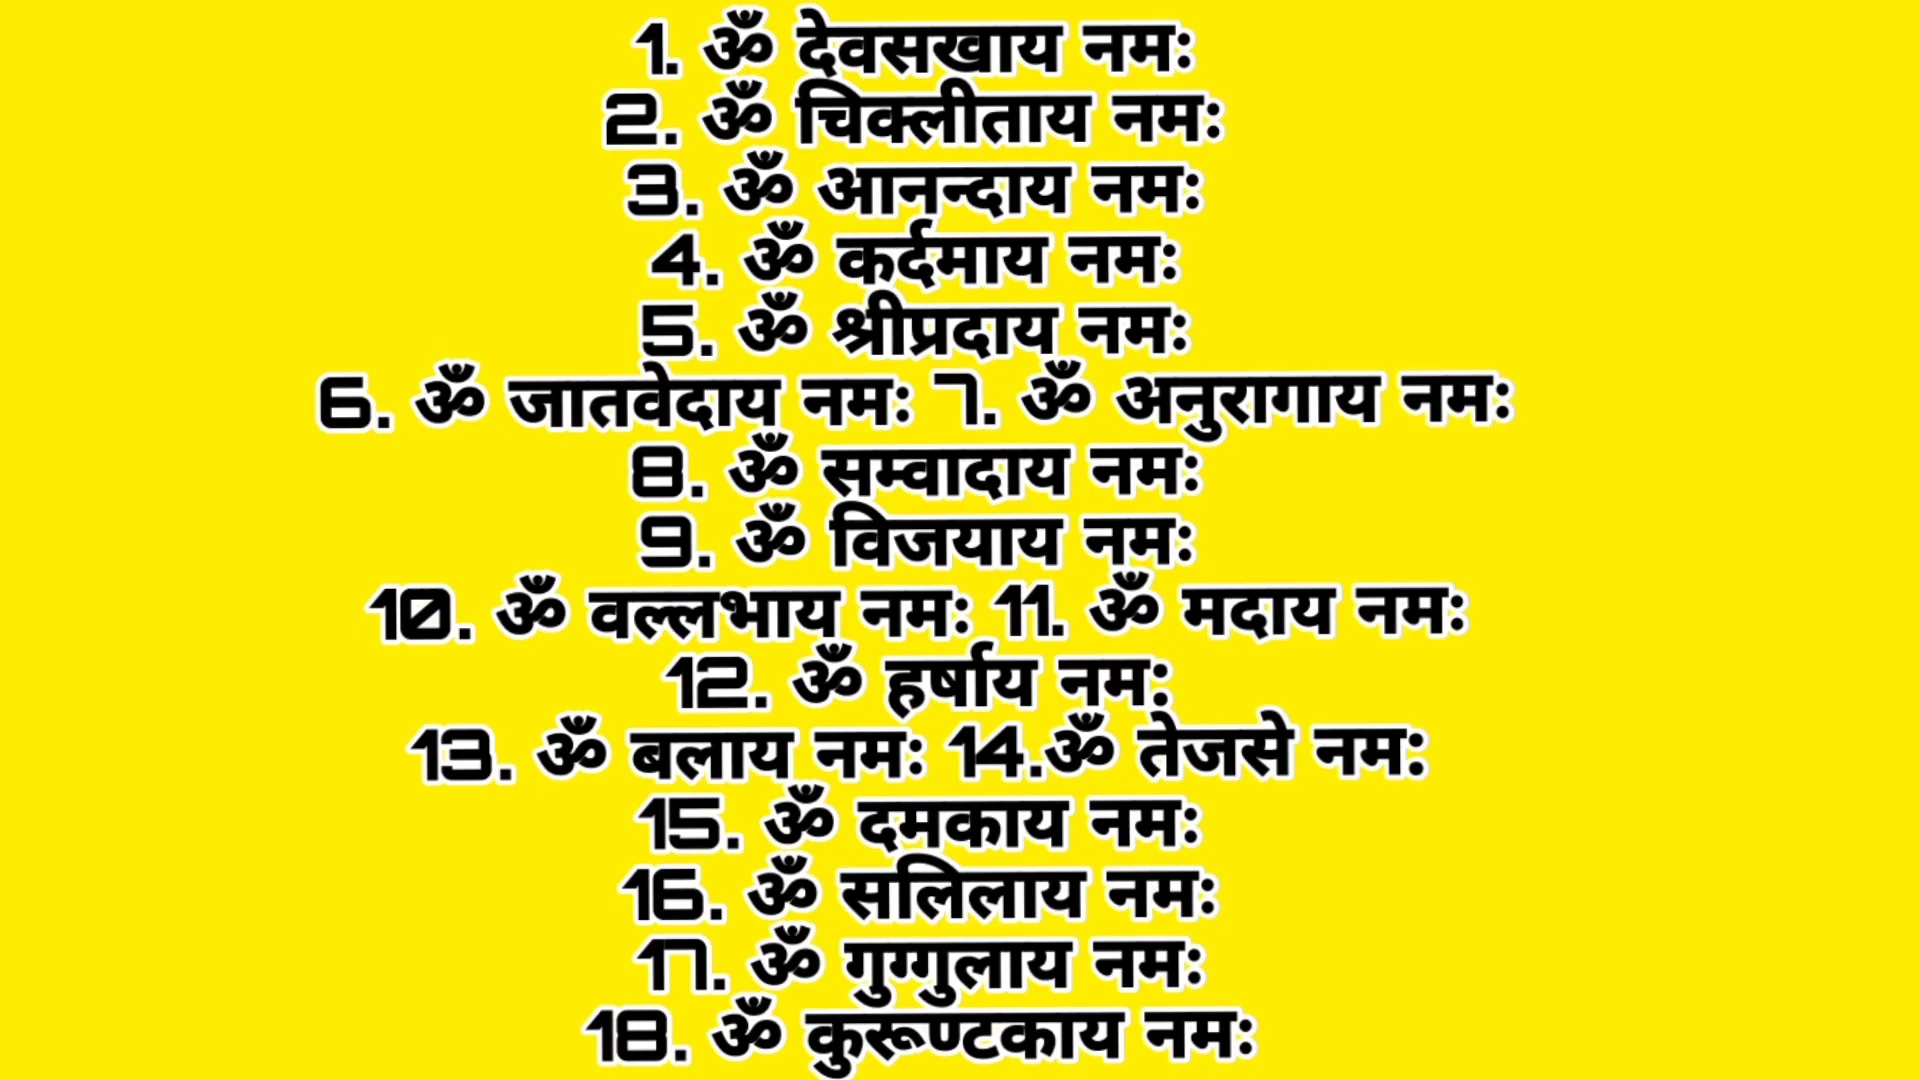 1. ॐ देवसखाय नमः
2. ॐ चिक्लीताय नमः
3. ॐ आनन्दाय नमः
4. ॐ कर्दमाय नमः
5. ॐ श्रीप्रदाय नमः
6. ॐ जातवेदाय नमः 7. ॐ अनुरागाय नमः
8. ॐ सम्वादाय नमः
9. ॐ विजयाय नमः
10. ॐ वल्लभाय नमः 11. ॐ मदाय नमः
12. ॐ हर्षाय नम:
13. ॐ बलाय नमः 14.ॐ तेजसे नम:
15. ॐ दमकाय नमः
16. ॐ सलिलाय नमः
17. ॐ गुग्गुलाय नमः
18. ॐ कुरूण्टकाय नमः